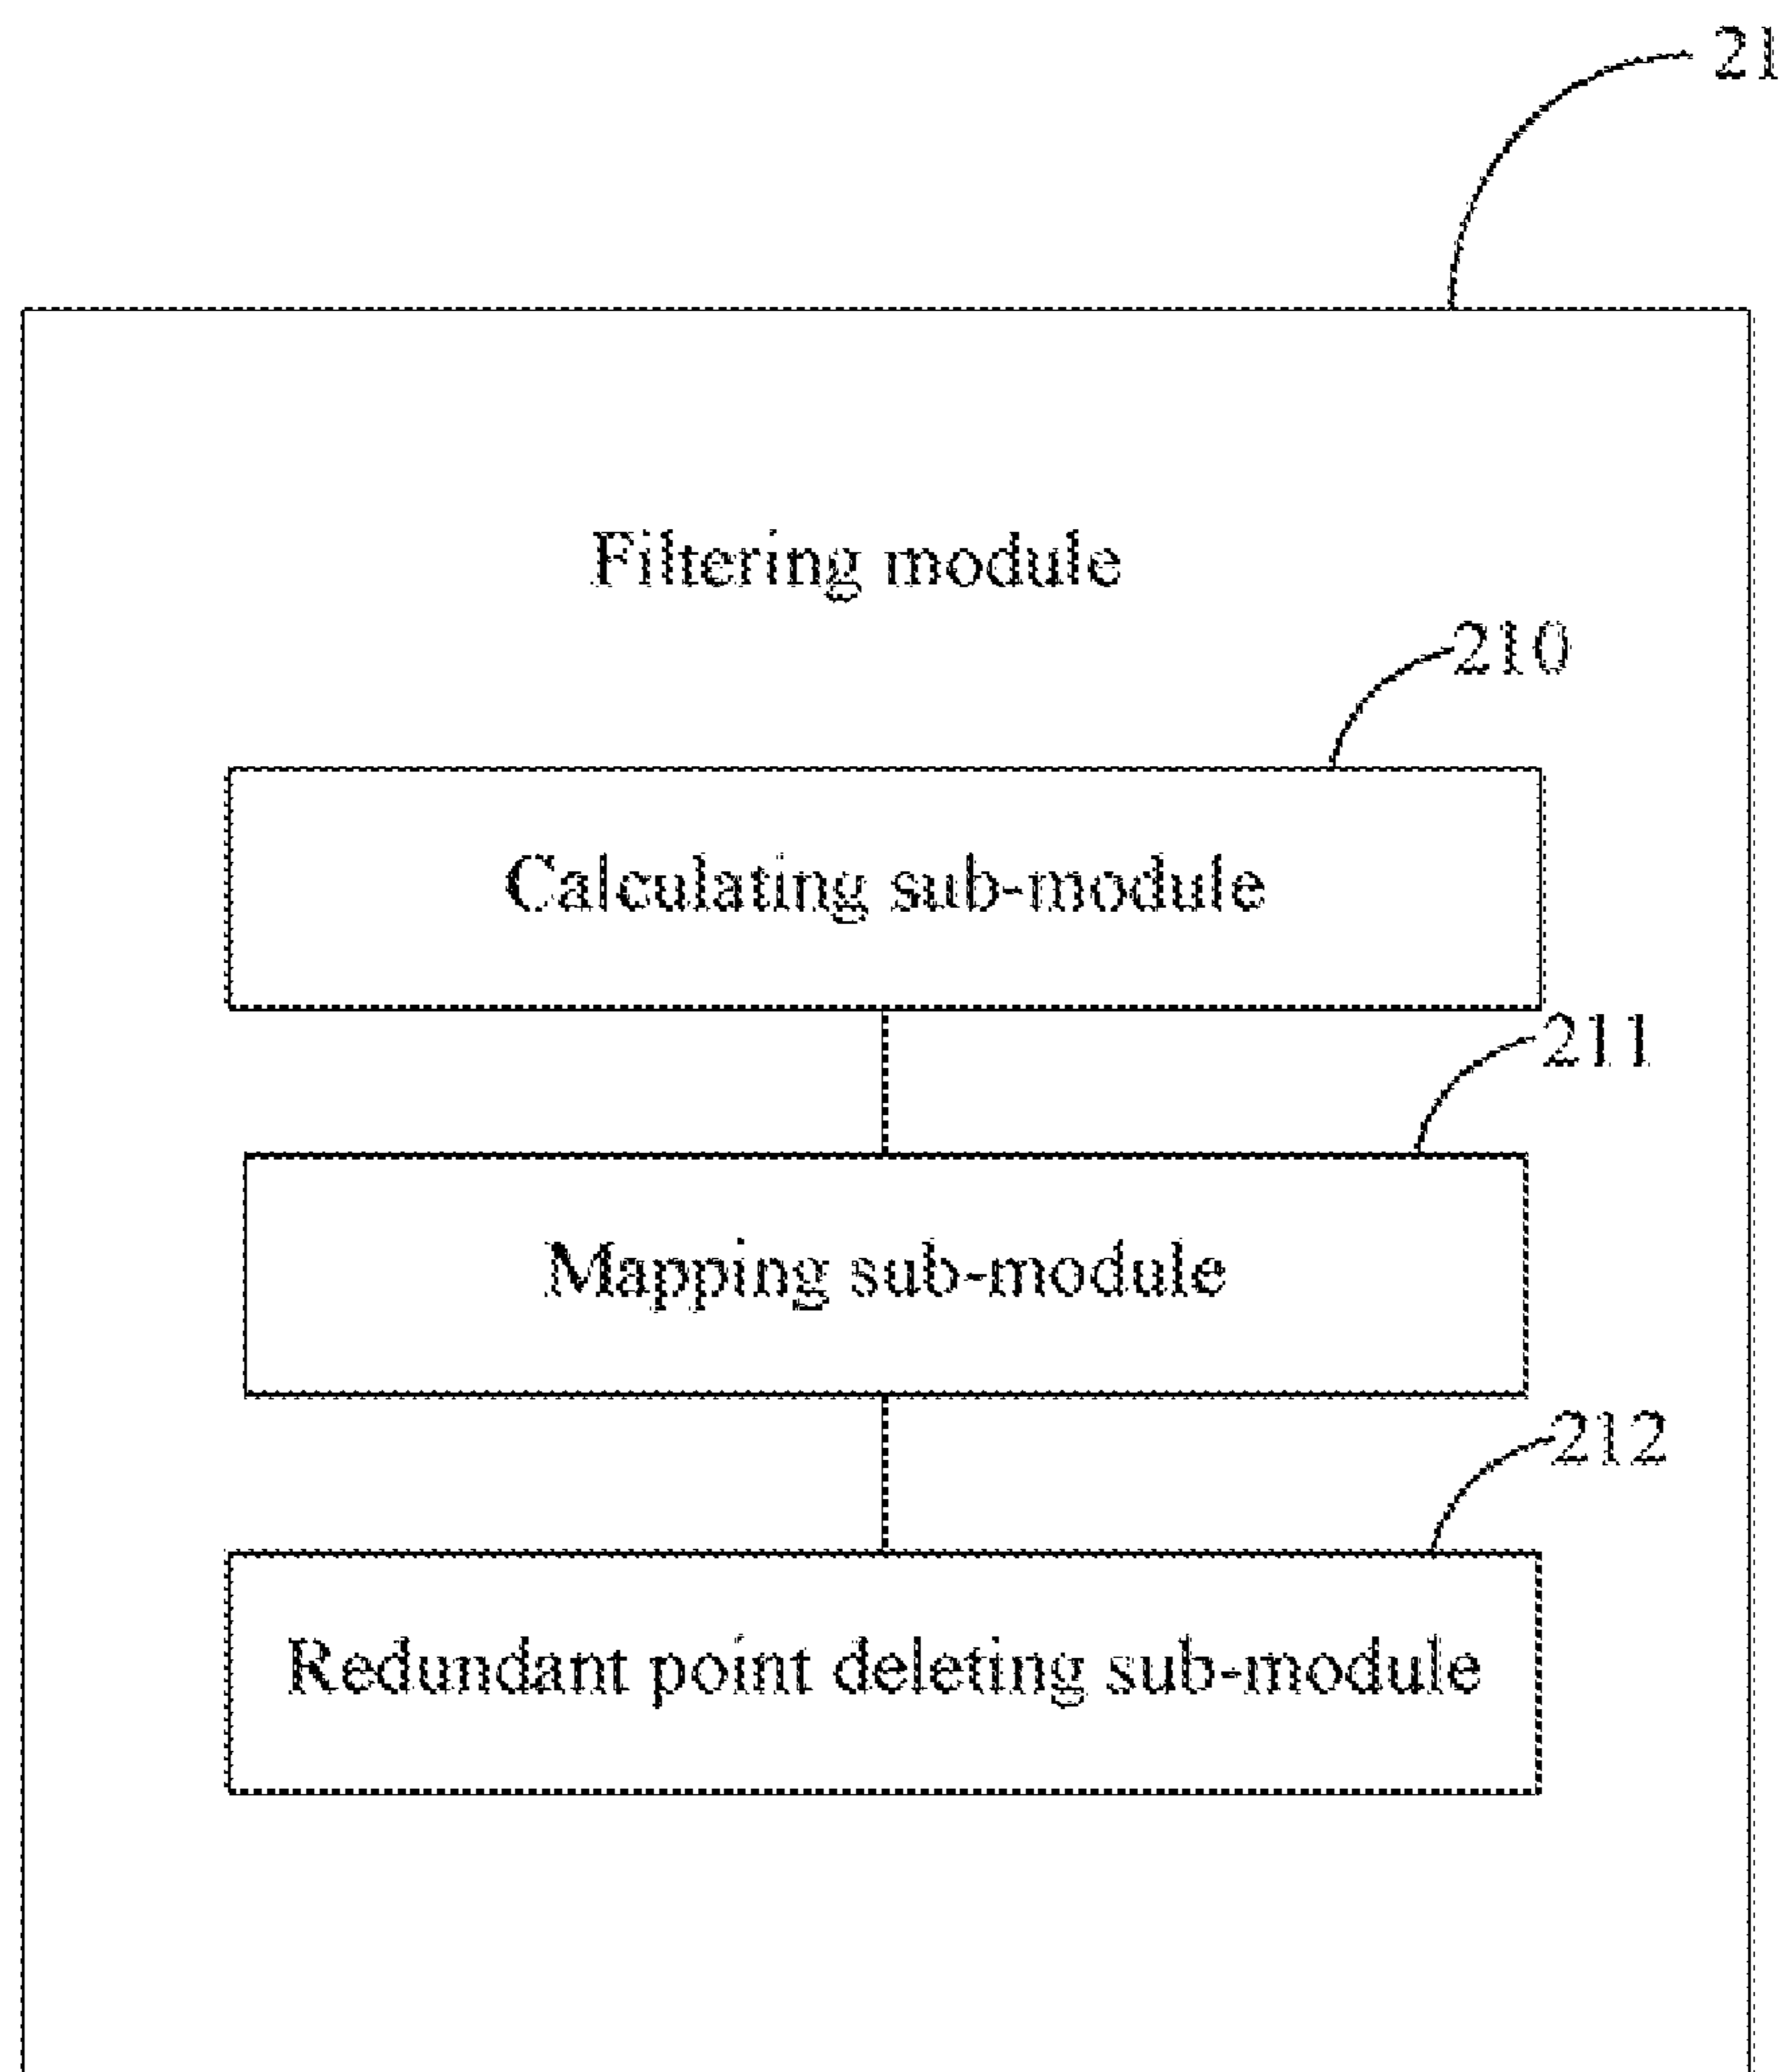 21
Filtering module
210
Calculating sub-module
211
Mapping sub-module
212
Redundant point deleting sub-module